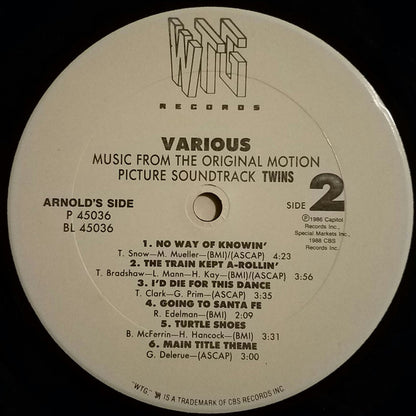 WTG
RECORDS
VARIOUS
MUSIC FROM THE ORIGINAL MOTION
PICTURE SOUNDTRACK TWINS
ARNOLD'S SIDE
P 45036
BL 45036
SIDE 2
℗1986 Capitol
Records Inc.,
Special Markets Inc.
1988 CBS
Records Inc.
1. NO WAY OF KNOWIN'
T. Snow—M. Mueller—(BMI)/(ASCAP) 4:23
2. THE TRAIN KEPT A-ROLLIN'
T. Bradshaw—L. Mann—H. Kay—(BMI)/(ASCAP) 3:56
3. I'D DIE FOR THIS DANCE
T. Clark—G. Prim—(ASCAP) 3:35
4. GOING TO SANTA FE
R. Edelman—(BMI) 2:09
5. TURTLE SHOES
B. McFerrin—H. Hancock—(BMI) 3:31
6. MAIN TITLE THEME
G. Delerue—(ASCAP) 3:00
"WTG," IS A TRADEMARK OF CBS RECORDS INC.